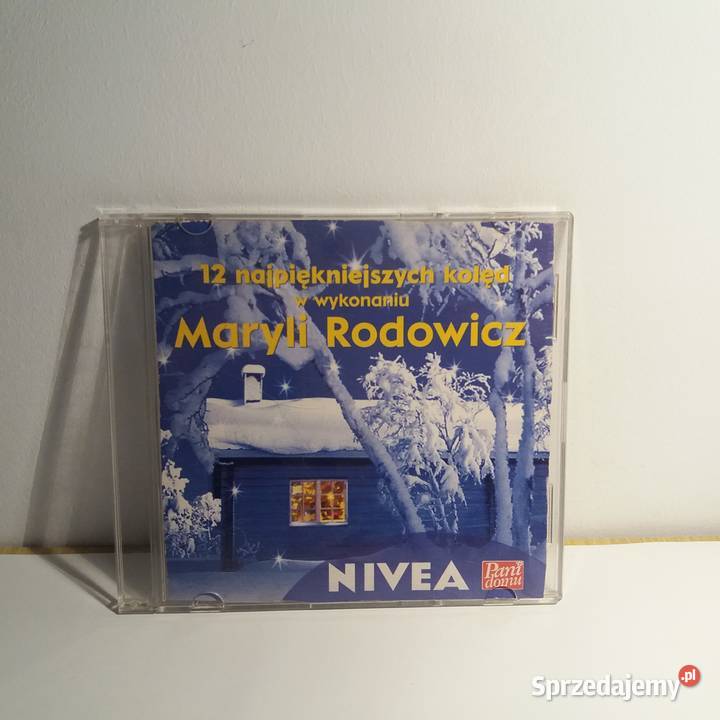 12 najpiękniejszych kolęd
w wykonaniu
Maryli Rodowicz
NIVEA
Pani
domu
Sprzedajemy.pl